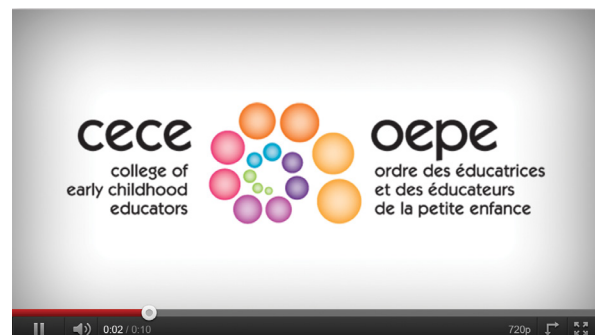 cece
college of
early childhood
educators
oepe
ordre des éducatrices
et des éducateurs
de la petite enfance
0:02 / 0:10
720p